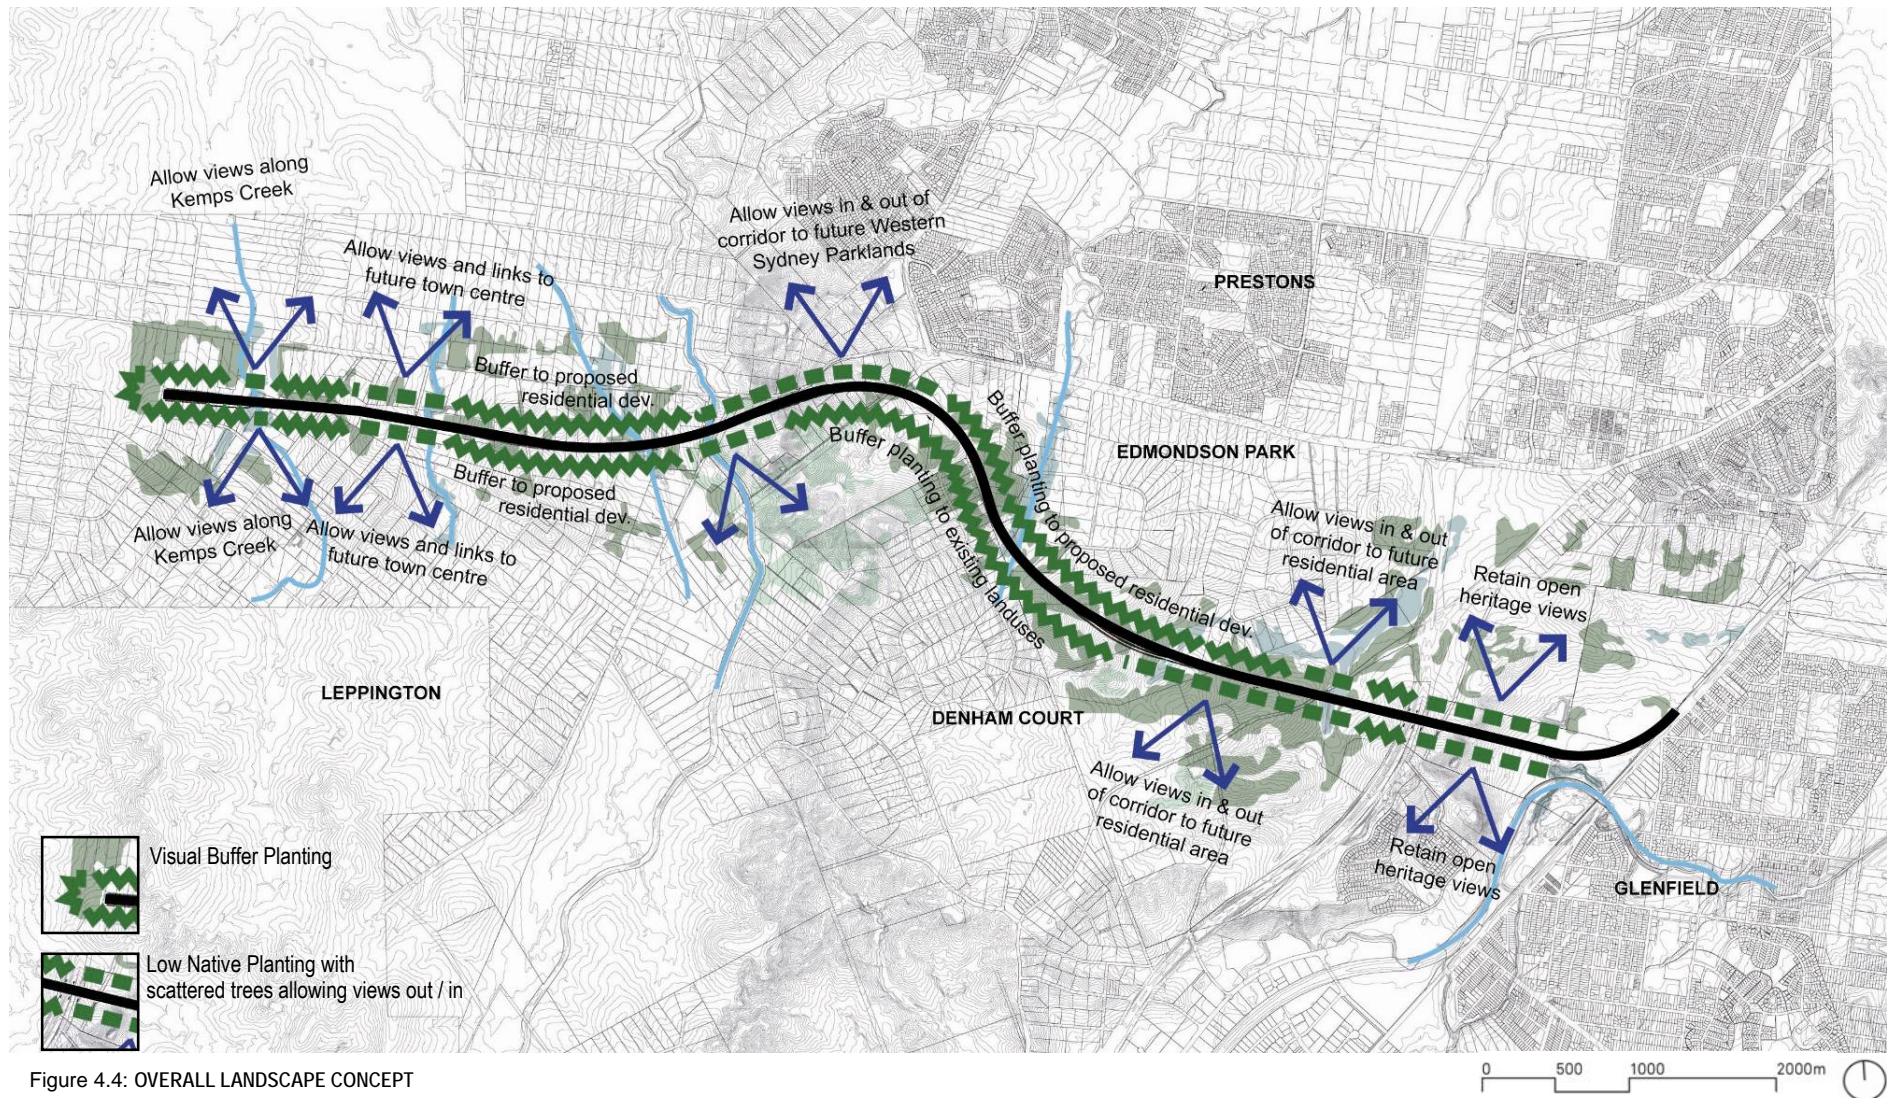 Allow views along
Kemps Creek
Allow views and links to
future town centre
Allow views in & out of
corridor to future Western
Sydney Parklands
PRESTONS
Buffer to proposed
residential dev.
Buffer planting to proposed residential dev.
Buffer planting to existing landuses
EDMONDSON PARK
Buffer to proposed
residential dev.
Allow views along
Kemps Creek
Allow views and links to
future town centre
Allow views in & out
of corridor to future
residential area
Retain open
heritage views
LEPPINGTON
DENHAM COURT
Allow views in & out
of corridor to future
residential area
Retain open
heritage views
GLENFIELD
Visual Buffer Planting
Low Native Planting with
scattered trees allowing views out / in
Figure 4.4: OVERALL LANDSCAPE CONCEPT
0 500 1000 2000m